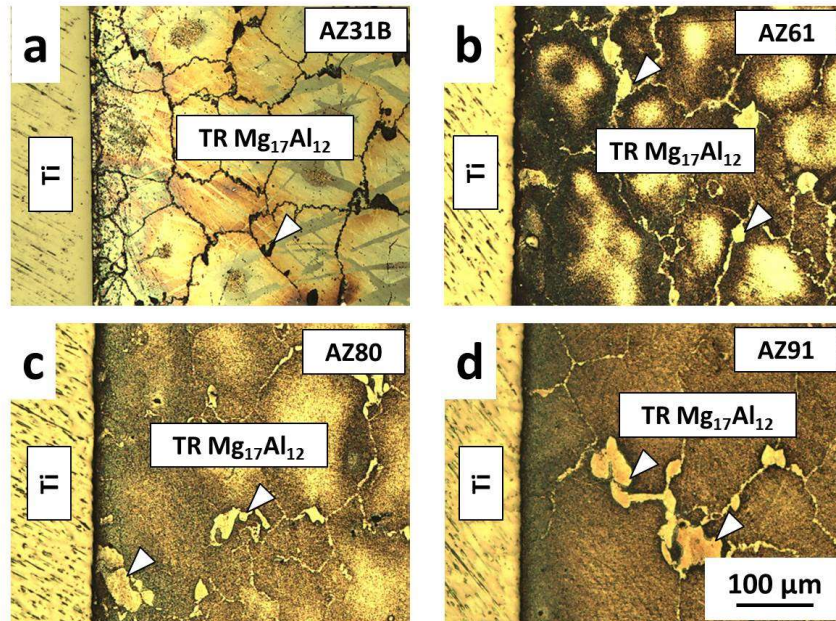 a
AZ31B
Ti
TR Mg₁₇Al₁₂
b
AZ61
Ti
TR Mg₁₇Al₁₂
c
AZ80
Ti
TR Mg₁₇Al₁₂
d
AZ91
Ti
TR Mg₁₇Al₁₂
100 µm